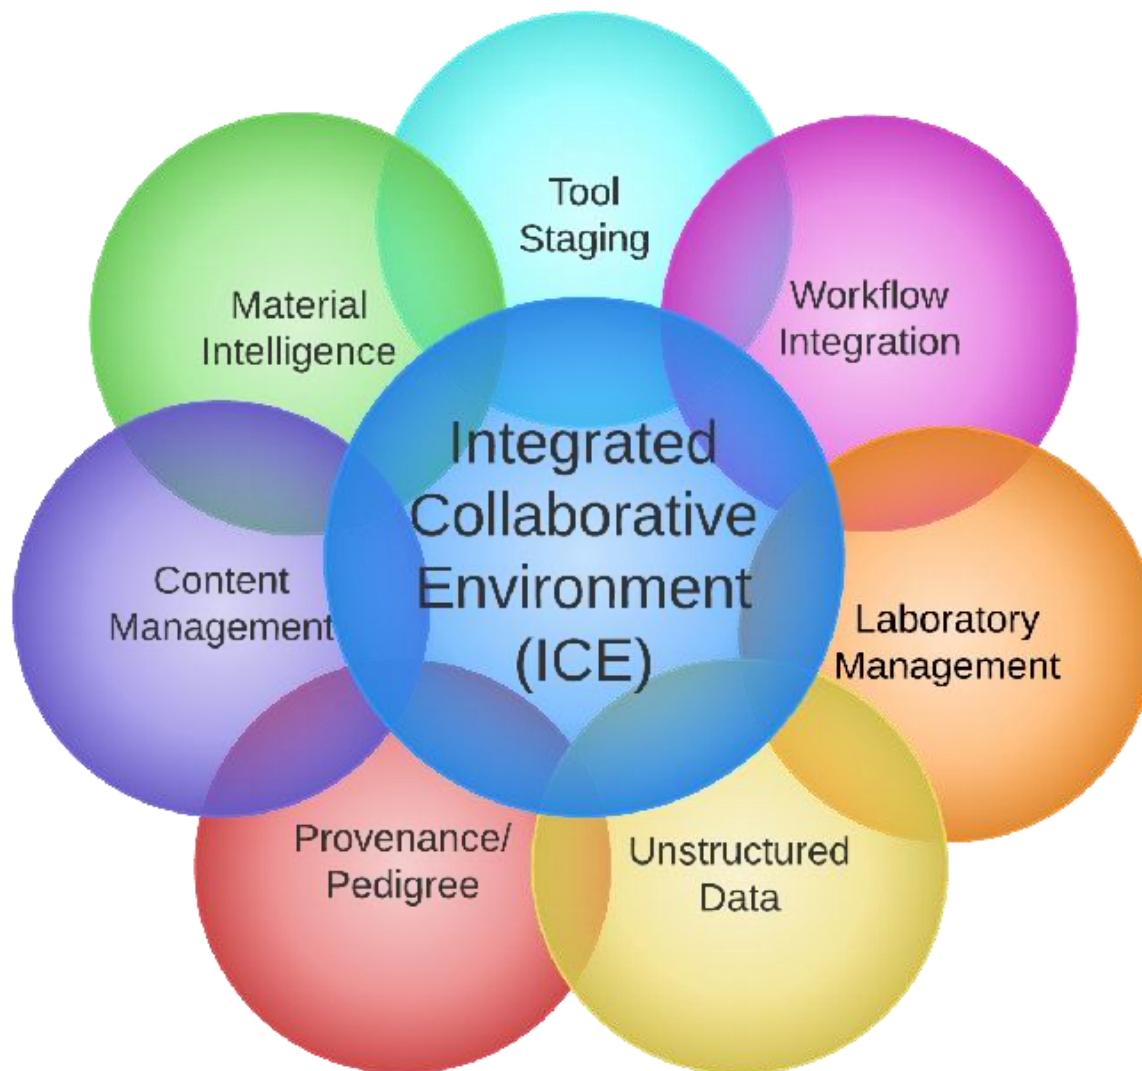 Tool
Staging
Workflow
Integration
Material
Intelligence
Integrated
Collaborative
Environment
(ICE)
Content
Management
Laboratory
Management
Provenance/
Pedigree
Unstructured
Data